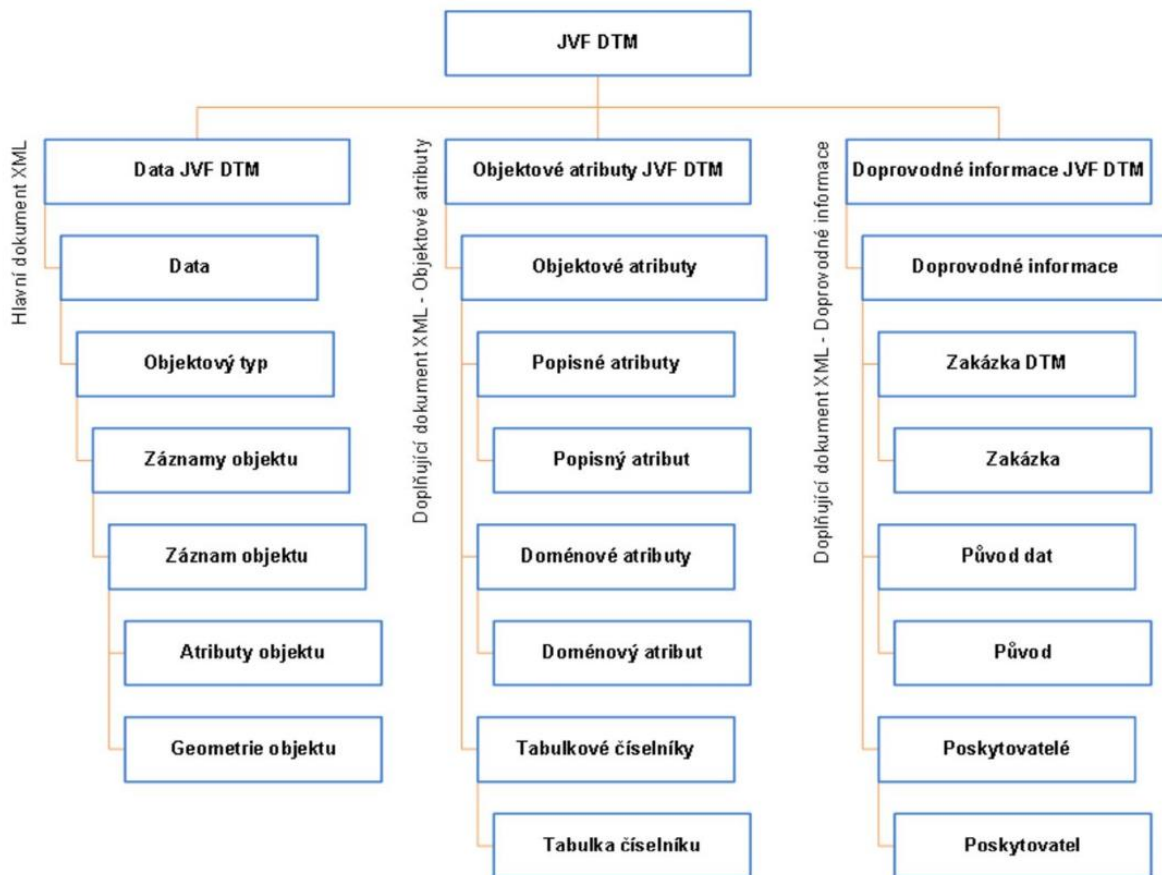 JVF DTM
Hlavní dokument XML
Data JVF DTM
Data
Objektový typ
Záznamy objektu
Záznam objektu
Atributy objektu
Geometrie objektu
Doplňující dokument XML - Objektové atributy
Objektové atributy JVF DTM
Objektové atributy
Popisné atributy
Popisný atribut
Doménové atributy
Doménový atribut
Tabulkové číselníky
Tabulka číselníku
Doplňující dokument XML - Doprovodné informace
Doprovodné informace JVF DTM
Doprovodné informace
Zakázka DTM
Zakázka
Původ dat
Původ
Poskytovatelé
Poskytovatel